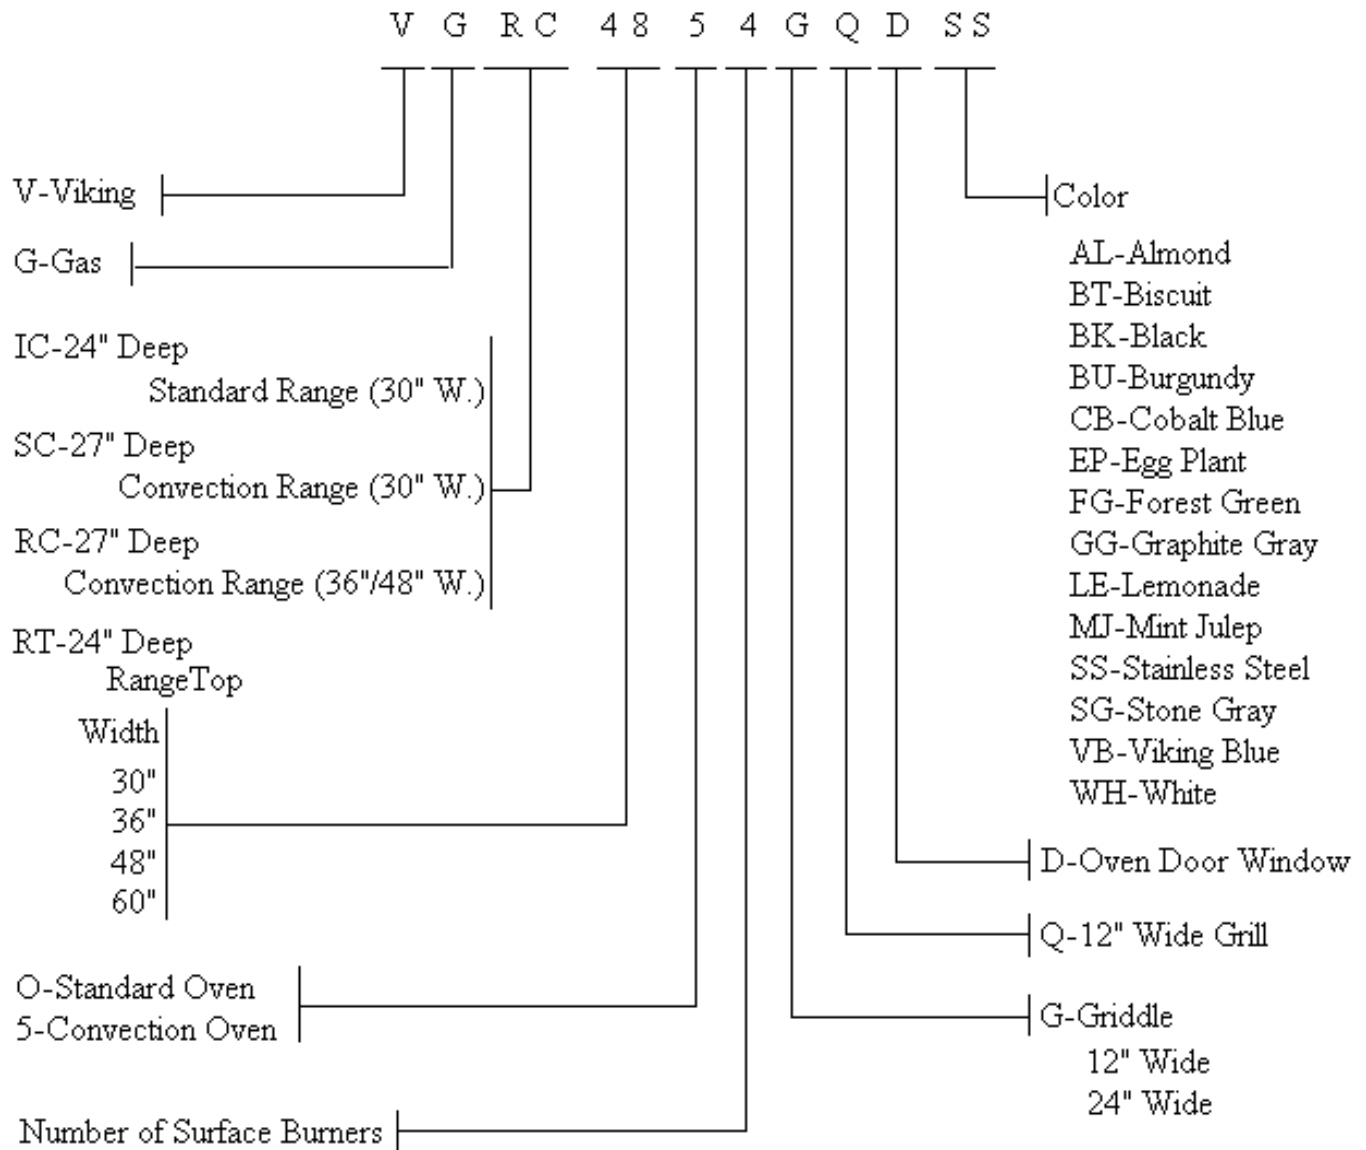 V G RC 48 5 4 G Q D SS
V-Viking
G-Gas
IC-24" Deep
Standard Range (30" W.)
SC-27" Deep
Convection Range (30" W.)
RC-27" Deep
Convection Range (36"/48" W.)
RT-24" Deep
RangeTop
Width
30"
36"
48"
60"
O-Standard Oven
5-Convection Oven
Number of Surface Burners
Color
AL-Almond
BT-Biscuit
BK-Black
BU-Burgundy
CB-Cobalt Blue
EP-Egg Plant
FG-Forest Green
GG-Graphite Gray
LE-Lemonade
MJ-Mint Julep
SS-Stainless Steel
SG-Stone Gray
VB-Viking Blue
WH-White
D-Oven Door Window
Q-12" Wide Grill
G-Griddle
12" Wide
24" Wide